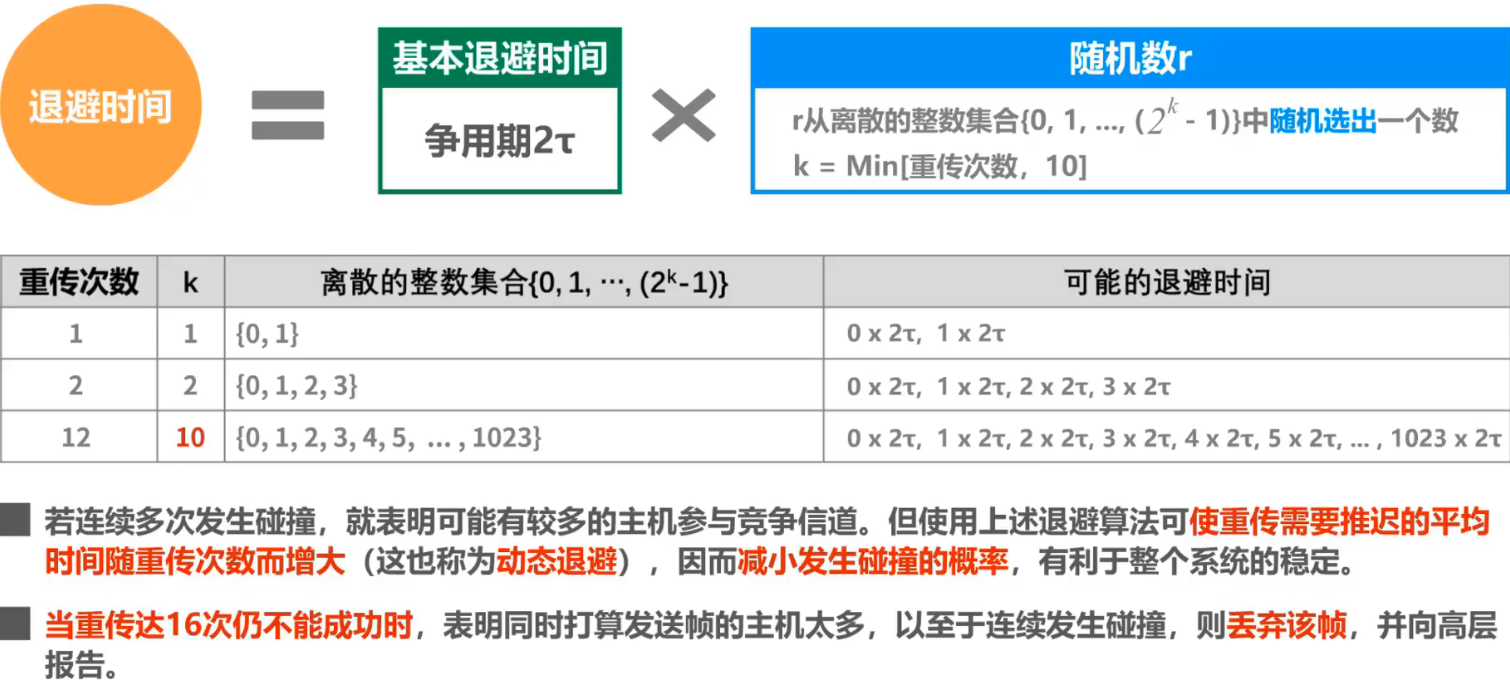 退避时间
=
基本退避时间
争用期2τ
×
随机数r
r从离散的整数集合{0, 1, ..., (2^k - 1)}中随机选出一个数
k = Min[重传次数，10]
重传次数 k 离散的整数集合{0, 1, ⋯, (2^k-1)} 可能的退避时间
1 1 {0, 1} 0 x 2τ, 1 x 2τ
2 2 {0, 1, 2, 3} 0 x 2τ, 1 x 2τ, 2 x 2τ, 3 x 2τ
12 10 {0, 1, 2, 3, 4, 5, ... , 1023} 0 x 2τ, 1 x 2τ, 2 x 2τ, 3 x 2τ, 4 x 2τ, 5 x 2τ, ... , 1023 x 2τ
若连续多次发生碰撞，就表明可能有较多的主机参与竞争信道。但使用上述退避算法可使重传需要推迟的平均
时间随重传次数而增大（这也称为动态退避），因而减小发生碰撞的概率，有利于整个系统的稳定。
当重传达16次仍不能成功时，表明同时打算发送帧的主机太多，以至于连续发生碰撞，则丢弃该帧，并向高层
报告。